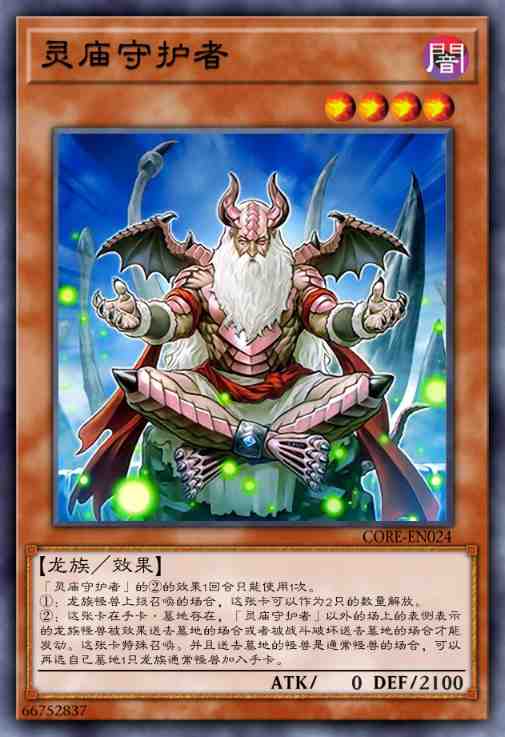 灵庙守护者
闇
CORE-EN024
【龙族／效果】
「灵庙守护者」的②的效果1回合只能使用1次。
①：龙族怪兽上级召唤的场合，这张卡可以作为2只的数量解放。
②：这张卡在手卡·墓地存在，「灵庙守护者」以外的场上的表侧表示
的龙族怪兽被效果送去墓地的场合或者被战斗破坏送去墓地的场合才能
发动。这张卡特殊召唤。并且送去墓地的怪兽是通常怪兽的场合，可以
再选自己墓地1只龙族通常怪兽加入手卡。
ATK/ 0 DEF/2100
66752837